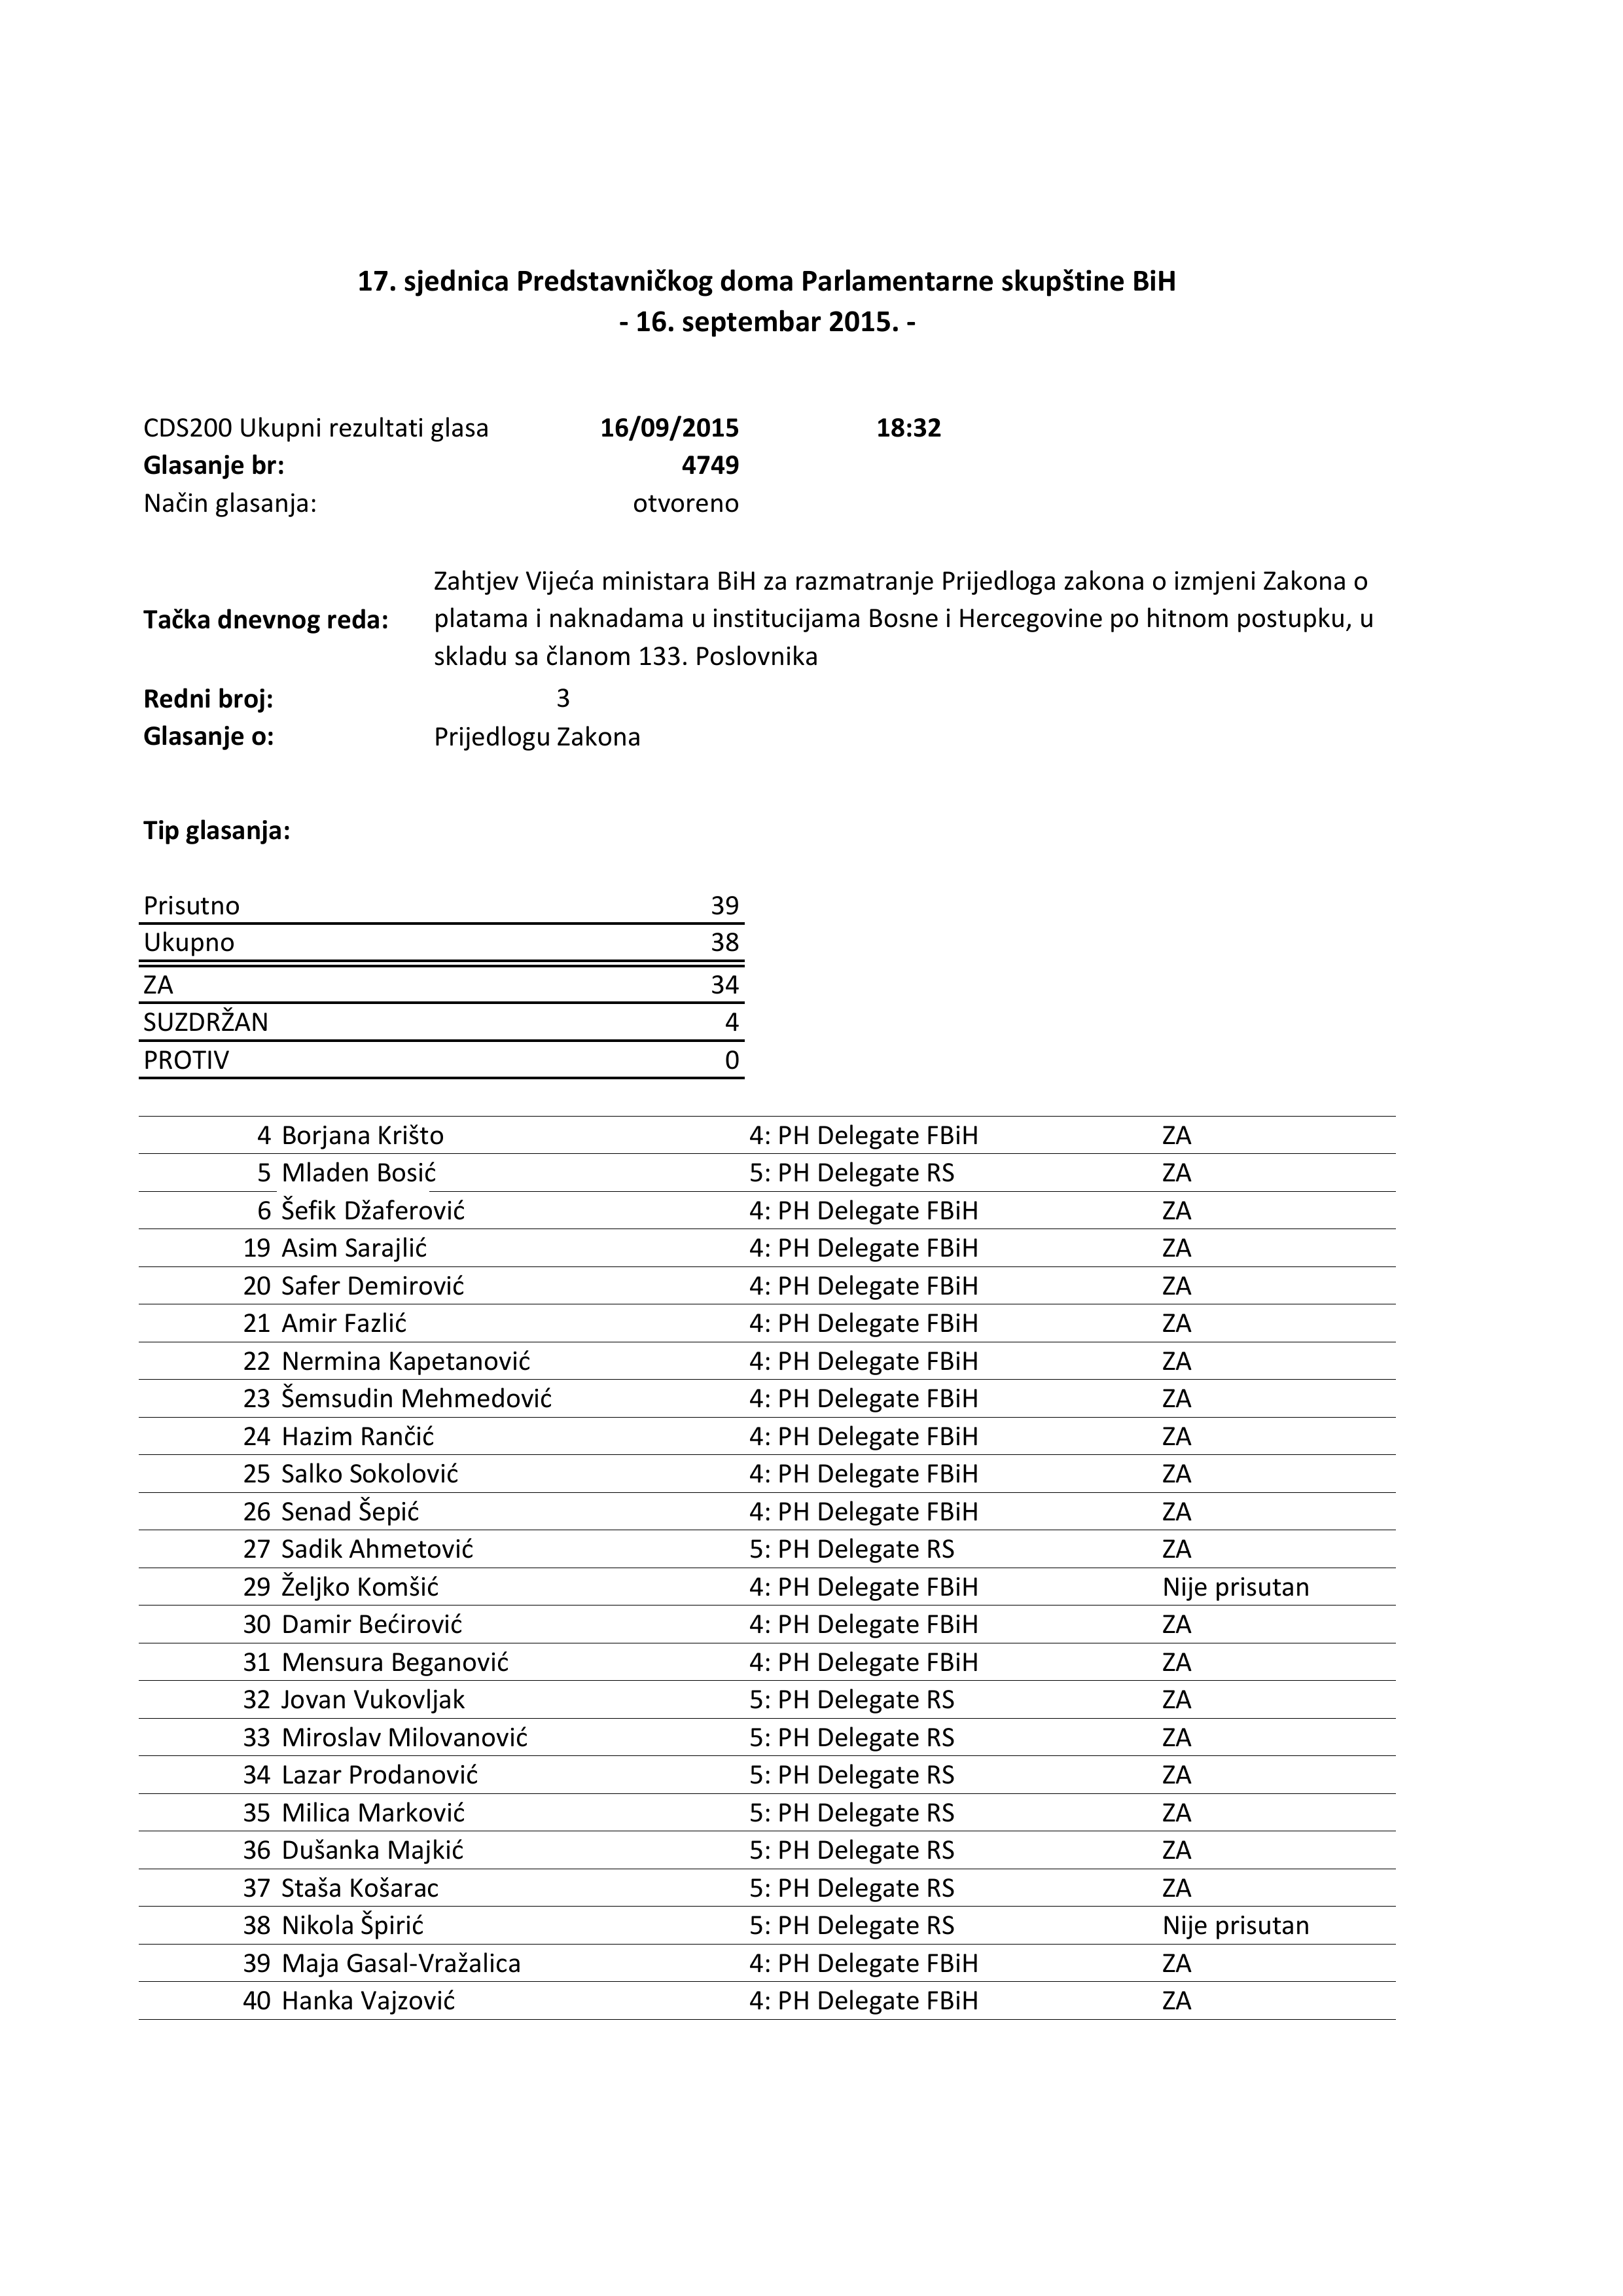 17. sjednica Predstavničkog doma Parlamentarne skupštine BiH
- 16. septembar 2015. -
CDS200 Ukupni rezultati glasa 16/09/2015 18:32
Glasanje br: 4749
Način glasanja: otvoreno
Zahtjev Vijeća ministara BiH za razmatranje Prijedloga zakona o izmjeni Zakona o
Tačka dnevnog reda: platama i naknadama u institucijama Bosne i Hercegovine po hitnom postupku, u
skladu sa članom 133. Poslovnika
Redni broj: 3
Glasanje o: Prijedlogu Zakona
Tip glasanja:
Prisutno 39
Ukupno 38
ZA 34
SUZDRŽAN 4
PROTIV 0
4 Borjana Krišto 4: PH Delegate FBiH ZA
5 Mladen Bosić 5: PH Delegate RS ZA
6 Šefik Džaferović 4: PH Delegate FBiH ZA
19 Asim Sarajlić 4: PH Delegate FBiH ZA
20 Safer Demirović 4: PH Delegate FBiH ZA
21 Amir Fazlić 4: PH Delegate FBiH ZA
22 Nermina Kapetanović 4: PH Delegate FBiH ZA
23 Šemsudin Mehmedović 4: PH Delegate FBiH ZA
24 Hazim Rančić 4: PH Delegate FBiH ZA
25 Salko Sokolović 4: PH Delegate FBiH ZA
26 Senad Šepić 4: PH Delegate FBiH ZA
27 Sadik Ahmetović 5: PH Delegate RS ZA
29 Željko Komšić 4: PH Delegate FBiH Nije prisutan
30 Damir Bećirović 4: PH Delegate FBiH ZA
31 Mensura Beganović 4: PH Delegate FBiH ZA
32 Jovan Vukovljak 5: PH Delegate RS ZA
33 Miroslav Milovanović 5: PH Delegate RS ZA
34 Lazar Prodanović 5: PH Delegate RS ZA
35 Milica Marković 5: PH Delegate RS ZA
36 Dušanka Majkić 5: PH Delegate RS ZA
37 Staša Košarac 5: PH Delegate RS ZA
38 Nikola Špirić 5: PH Delegate RS Nije prisutan
39 Maja Gasal-Vražalica 4: PH Delegate FBiH ZA
40 Hanka Vajzović 4: PH Delegate FBiH ZA